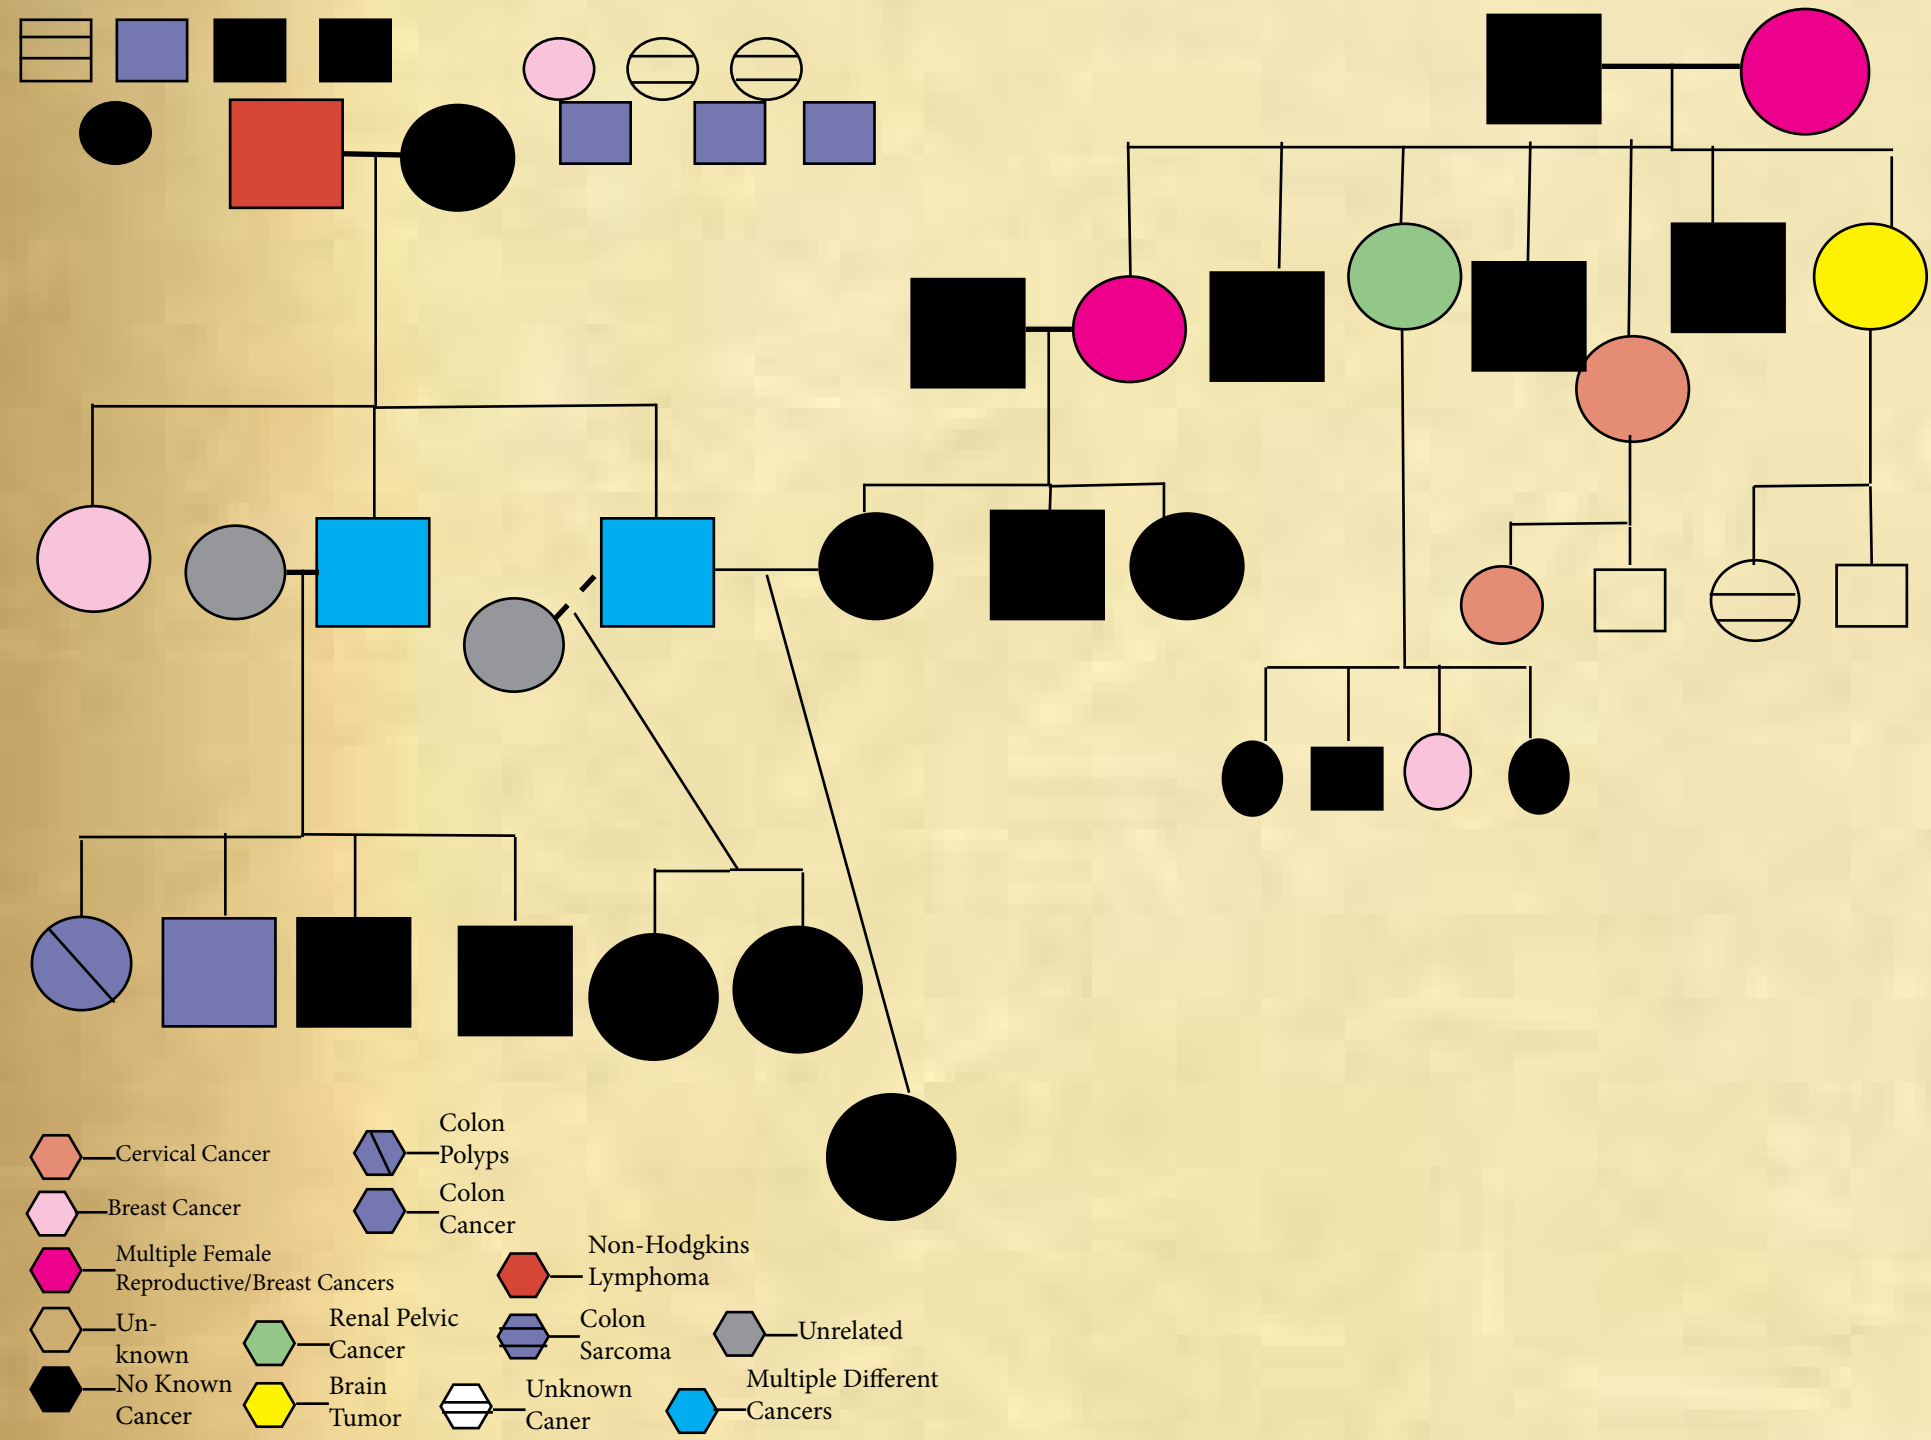 Cervical Cancer
Breast Cancer
Multiple Female
Reproductive/Breast Cancers
Un-
known
No Known
Cancer
Renal Pelvic
Cancer
Brain
Tumor
Colon
Polyps
Colon
Cancer
Non-Hodgkins
Lymphoma
Colon
Sarcoma
Unknown
Caner
Unrelated
Multiple Different
Cancers